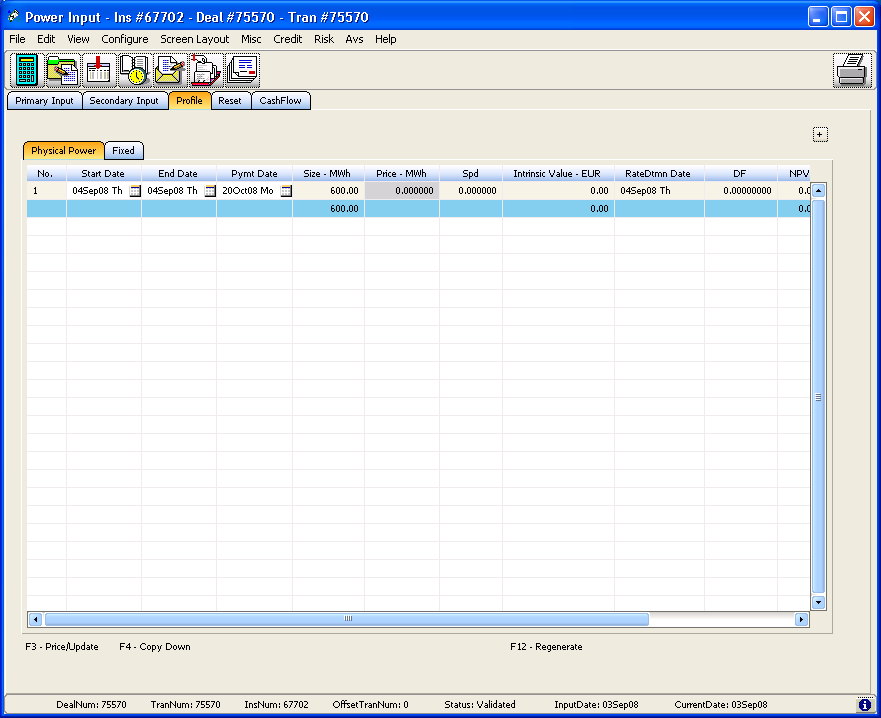 Power Input - Ins #67702 - Deal #75570 - Tran #75570
File Edit View Configure Screen Layout Misc Credit Risk Avs Help
Primary Input Secondary Input Profile Reset CashFlow
+
Physical Power Fixed
No. Start Date End Date Pymt Date Size - MWh Price - MWh Spd Intrinsic Value - EUR RateDtmn Date DF NPV
1 04Sep08 Th 04Sep08 Th 20Oct08 Mo 600.00 0.000000 0.000000 0.00 04Sep08 Th 0.00000000 0.0
600.00 0.00 0.0
F3 - Price/Update F4 - Copy Down F12 - Regenerate
DealNum: 75570 TranNum: 75570 InsNum: 67702 OffsetTranNum: 0 Status: Validated InputDate: 03Sep08 CurrentDate: 03Sep08